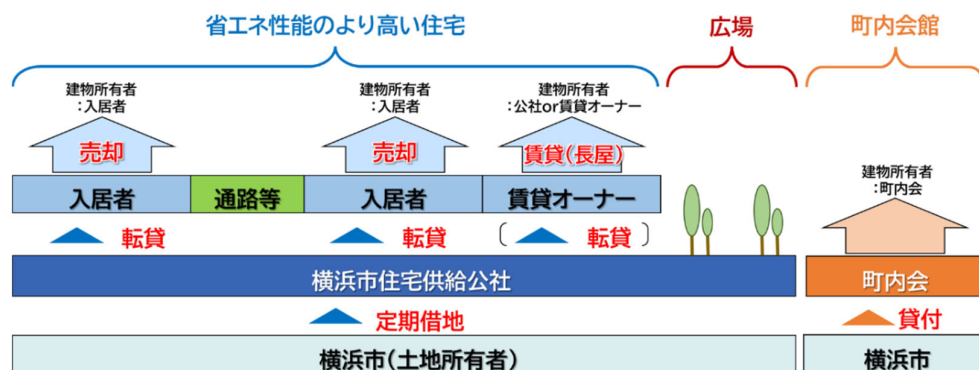 省エネ性能のより高い住宅
広場
町内会館
建物所有者
：入居者
建物所有者
：入居者
建物所有者
：公社or賃貸オーナー
売却
売却
賃貸（長屋）
建物所有者
：町内会
入居者
通路等
入居者
賃貸オーナー
転貸
転貸
（ 転貸 ）
横浜市住宅供給公社
町内会
定期借地
貸付
横浜市（土地所有者）
横浜市